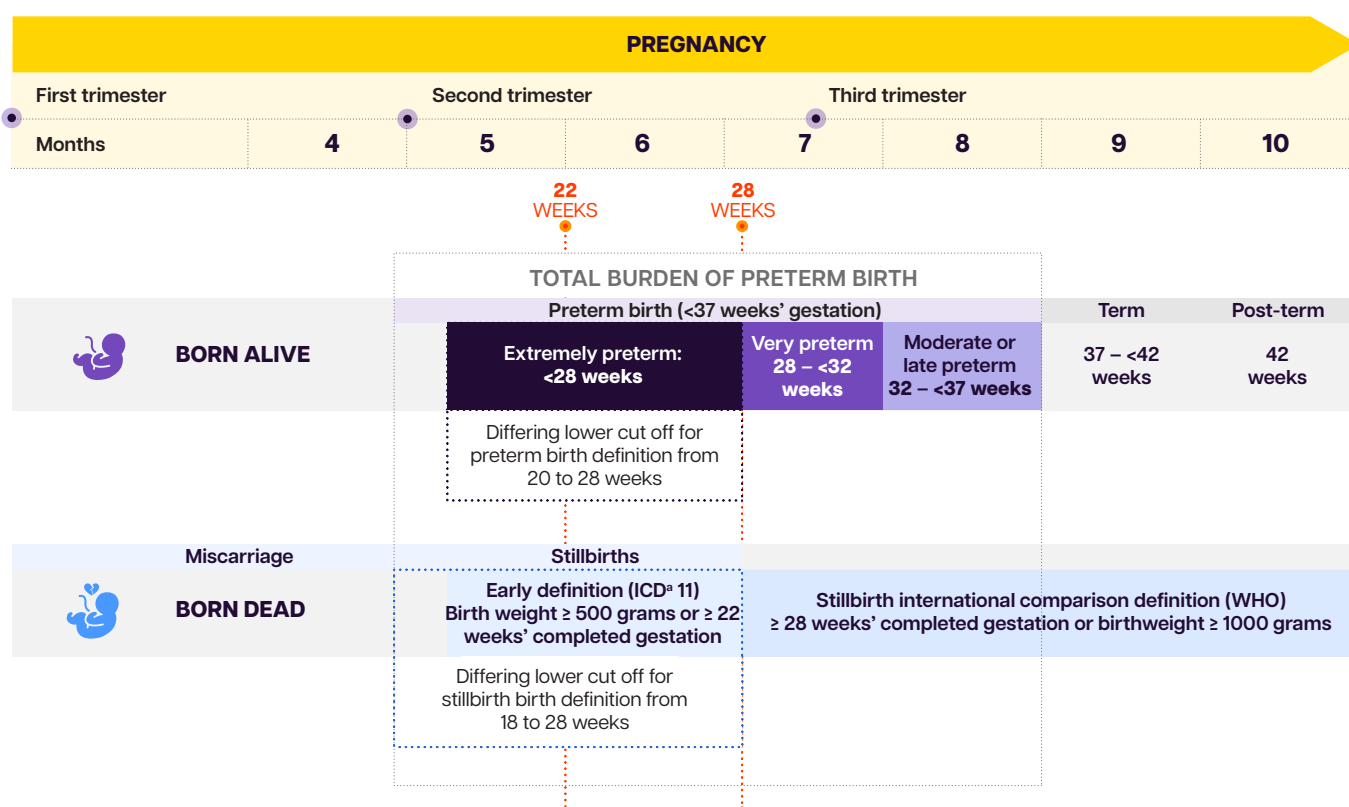 PREGNANCY
First trimester
Second trimester
Third trimester
Months
4
5
6
7
8
9
10
22
WEEKS
28
WEEKS
TOTAL BURDEN OF PRETERM BIRTH
Preterm birth (<37 weeks’ gestation)
Term
Post-term
BORN ALIVE
Extremely preterm:
<28 weeks
Very preterm
28 – <32
weeks
Moderate or
late preterm
32 – <37 weeks
37 – <42
weeks
42
weeks
Differing lower cut off for
preterm birth definition from
20 to 28 weeks
Miscarriage
Stillbirths
BORN DEAD
Early definition (ICDᵃ 11)
Birth weight ≥ 500 grams or ≥ 22
weeks’ completed gestation
Stillbirth international comparison definition (WHO)
≥ 28 weeks’ completed gestation or birthweight ≥ 1000 grams
Differing lower cut off for
stillbirth birth definition from
18 to 28 weeks